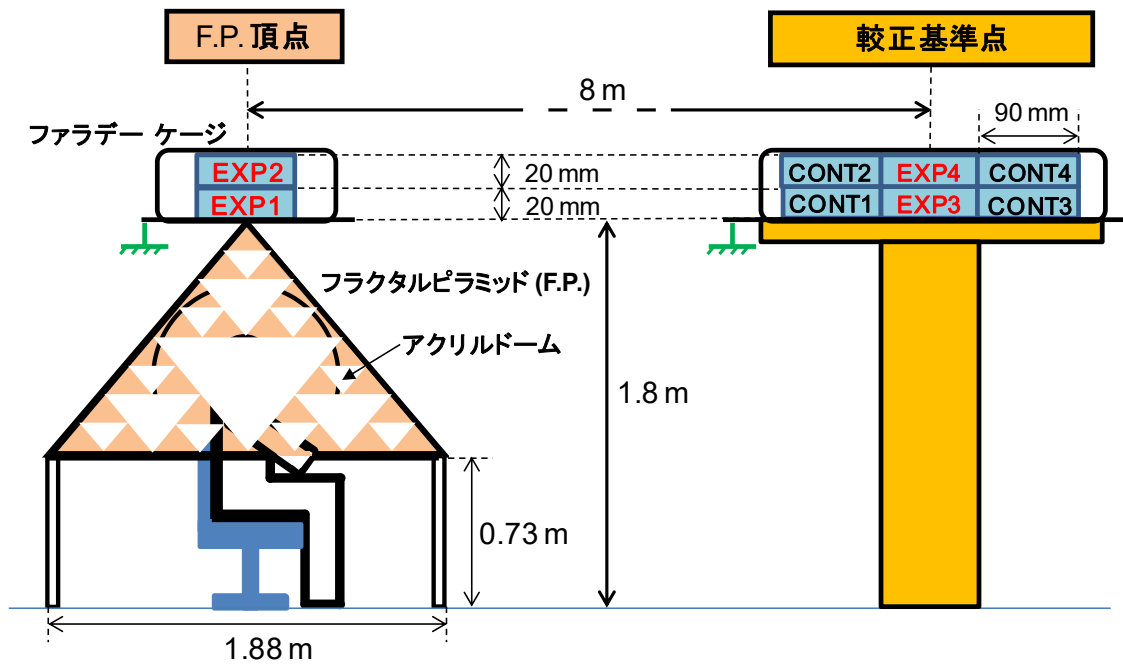 F.P. 頂点
較正基準点
8 m
90 mm
ファラデー ケージ
EXP2
EXP1
20 mm
20 mm
CONT2
EXP4
CONT4
CONT1
EXP3
CONT3
フラクタルピラミッド (F.P.)
アクリルドーム
1.8 m
0.73 m
1.88 m